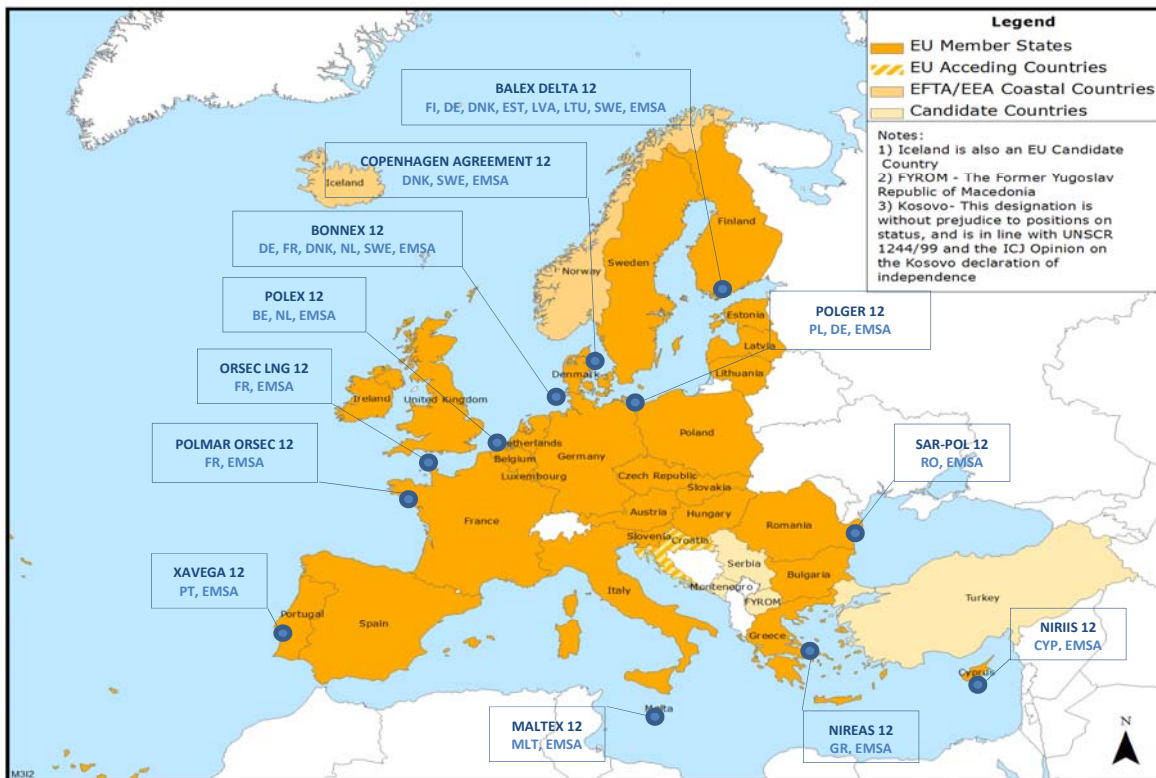 Legend
EU Member States
EU Acceding Countries
EFTA/EEA Coastal Countries
Candidate Countries
Notes:
1) Iceland is also an EU Candidate
Country
2) FYROM - The Former Yugoslav
Republic of Macedonia
3) Kosovo- This designation is
without prejudice to positions on
status, and is in line with UNSCR
1244/99 and the ICJ Opinion on
the Kosovo declaration of
independence
BALEX DELTA 12
FI, DE, DNK, EST, LVA, LTU, SWE, EMSA
COPENHAGEN AGREEMENT 12
DNK, SWE, EMSA
BONNEX 12
DE, FR, DNK, NL, SWE, EMSA
POLEX 12
BE, NL, EMSA
ORSEC LNG 12
FR, EMSA
POLMAR ORSEC 12
FR, EMSA
XAVEGA 12
PT, EMSA
POLGER 12
PL, DE, EMSA
SAR-POL 12
RO, EMSA
NIRIIS 12
CYP, EMSA
NIREAS 12
GR, EMSA
MALTEX 12
MLT, EMSA
Iceland
Finland
Sweden
Norway
Estonia
Latvia
Lithuania
Denmark
Ireland
United Kingdom
Netherlands
Belgium
Luxembourg
Germany
Poland
Czech Republic
Slovakia
Austria
Hungary
France
Slovenia
Croatia
Romania
Serbia
Bulgaria
Montenegro
FYROM
Italy
Portugal
Spain
Greece
Turkey
Cyprus
Malta
N
M3I2